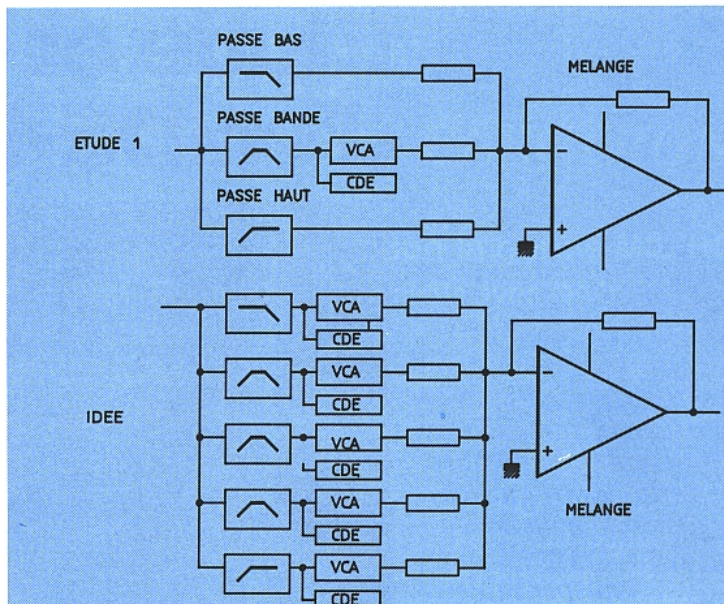 PASSE BAS
MELANGE
PASSE BANDE
ETUDE 1
VCA
CDE
PASSE HAUT
−
+
VCA
CDE
VCA
CDE
IDEE
VCA
CDE
VCA
CDE
VCA
CDE
−
+
MELANGE